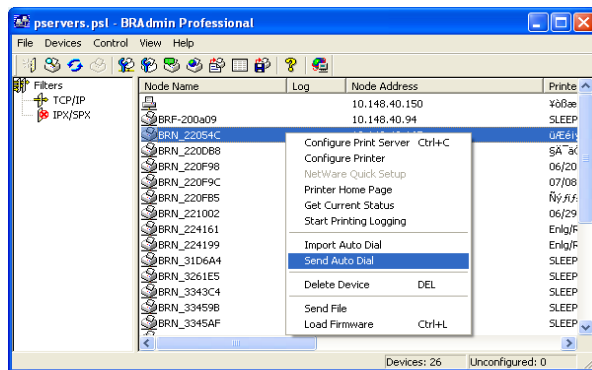 pservers.psl - BRAdmin Professional
File Devices Control View Help
Filters
TCP/IP
IPX/SPX
Node Name Log Node Address Printe
10.148.40.150 ¥òßæ
BRF-200a09 10.148.40.94 SLEEP
BRN_22054C
BRN_220DB8
BRN_220F98 06/20
BRN_220F9C 07/08
BRN_220FB5
BRN_221002 06/29
BRN_224161 Enlg/R
BRN_224199 Enlg/R
BRN_31D6A4 SLEEP
BRN_3261E5 SLEEP
BRN_3343C4 SLEEP
BRN_33459B SLEEP
BRN_3345AF SLEEP
Configure Print Server Ctrl+C
Configure Printer
NetWare Quick Setup
Printer Home Page
Get Current Status
Start Printing Logging
Import Auto Dial
Send Auto Dial
Delete Device DEL
Send File
Load Firmware Ctrl+L
Devices: 26 Unconfigured: 0